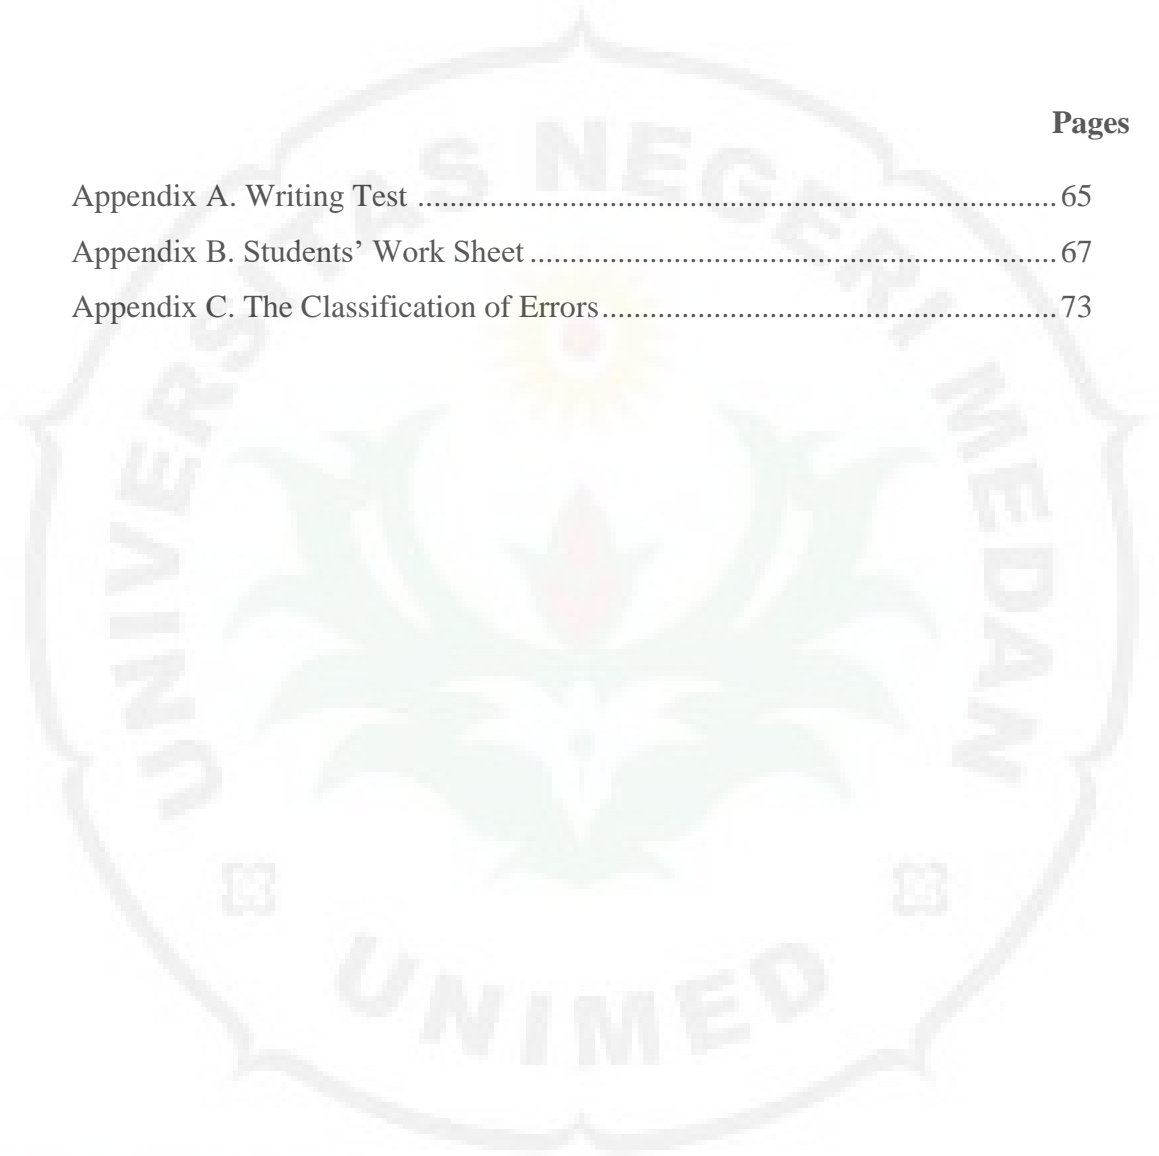 Pages
Appendix A. Writing Test ............................................................................... 65
Appendix B. Students’ Work Sheet ................................................................. 67
Appendix C. The Classification of Errors ........................................................ 73
UNIVERSITAS NEGERI MEDAN
UNIMED